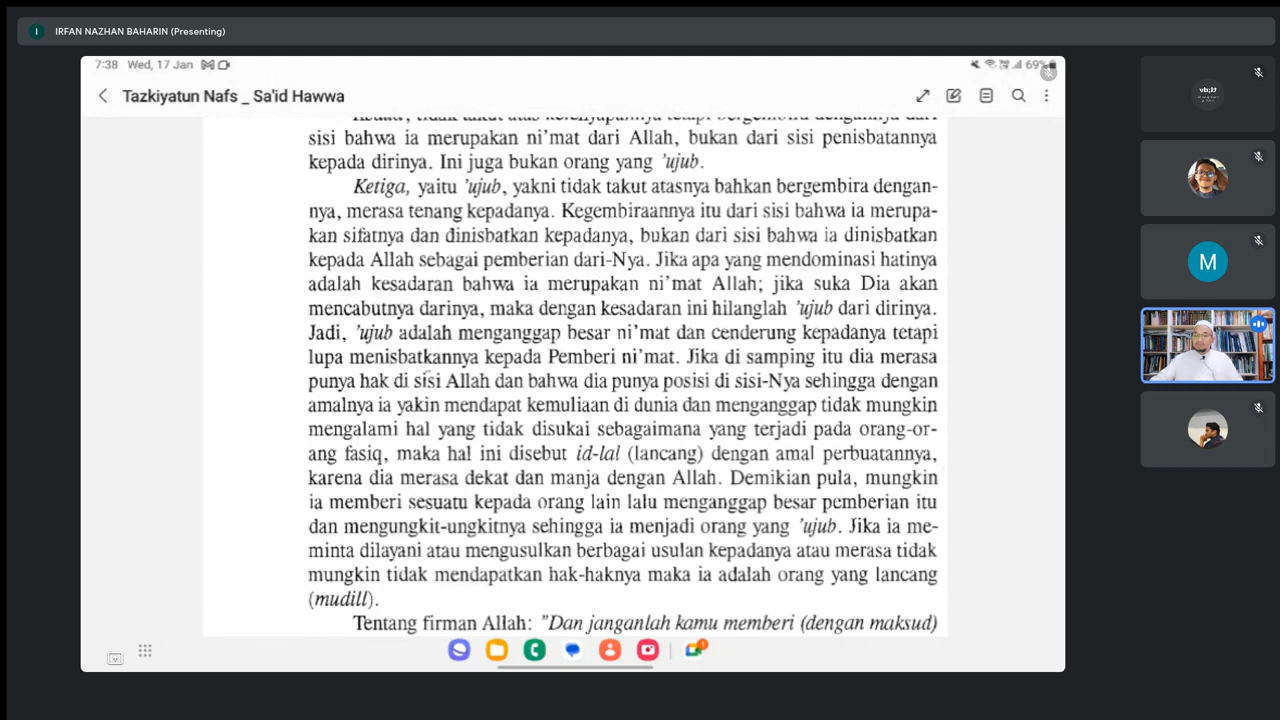 IRFAN NAZHAN BAHARIN (Presenting)
7:38 Wed, 17 Jan
69%
Tazkiyatun Nafs _ Sa'id Hawwa
sisi bahwa ia merupakan ni'mat dari Allah, bukan dari sisi penisbatannya
kepada dirinya. Ini juga bukan orang yang 'ujub.
Ketiga, yaitu 'ujub, yakni tidak takut atasnya bahkan bergembira dengan-
nya, merasa tenang kepadanya. Kegembiraannya itu dari sisi bahwa ia merupa-
kan sifatnya dan dinisbatkan kepadanya, bukan dari sisi bahwa ia dinisbatkan
kepada Allah sebagai pemberian dari-Nya. Jika apa yang mendominasi hatinya
adalah kesadaran bahwa ia merupakan ni'mat Allah; jika suka Dia akan
mencabutnya darinya, maka dengan kesadaran ini hilanglah 'ujub dari dirinya.
Jadi, 'ujub adalah menganggap besar ni'mat dan cenderung kepadanya tetapi
lupa menisbatkannya kepada Pemberi ni'mat. Jika di samping itu dia merasa
punya hak di sisi Allah dan bahwa dia punya posisi di sisi-Nya sehingga dengan
amalnya ia yakin mendapat kemuliaan di dunia dan menganggap tidak mungkin
mengalami hal yang tidak disukai sebagaimana yang terjadi pada orang-or-
ang fasiq, maka hal ini disebut id-lal (lancang) dengan amal perbuatannya,
karena dia merasa dekat dan manja dengan Allah. Demikian pula, mungkin
ia memberi sesuatu kepada orang lain lalu menganggap besar pemberian itu
dan mengungkit-ungkitnya sehingga ia menjadi orang yang 'ujub. Jika ia me-
minta dilayani atau mengusulkan berbagai usulan kepadanya atau merasa tidak
mungkin tidak mendapatkan hak-haknya maka ia adalah orang yang lancang
(mudill).
Tentang firman Allah: "Dan janganlah kamu memberi (dengan maksud)
M